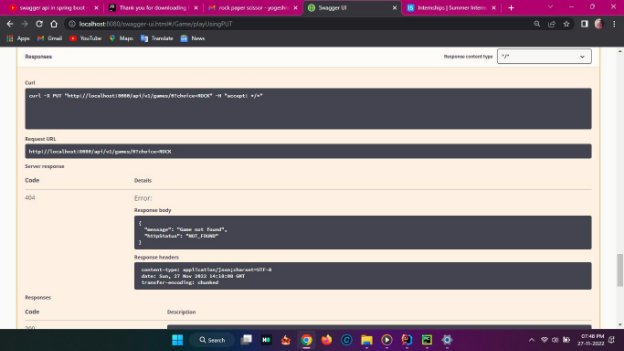 swagger api in spring boot
Thank you for downloading
rock paper scissor - yogesh
Swagger UI
Internships | Summer Intern
localhost:8080/swagger-ui.html#/Game/playUsingPUT
Apps
Gmail
YouTube
Maps
Translate
News
Responses
Response content type
*/*
Curl
curl -X PUT "http://localhost:8080/api/v1/games/0?choice=ROCK" -H "accept: */*"
Request URL
http://localhost:8080/api/v1/games/0?choice=ROCK
Server response
Code
Details
404
Error:
Response body
{
"message": "Game not found",
"httpStatus": "NOT_FOUND"
}
Response headers
content-type: application/json;charset=UTF-8
date: Sun, 27 Nov 2022 14:18:00 GMT
transfer-encoding: chunked
Responses
Code
Description
200
Search
07:48 PM
27-11-2022